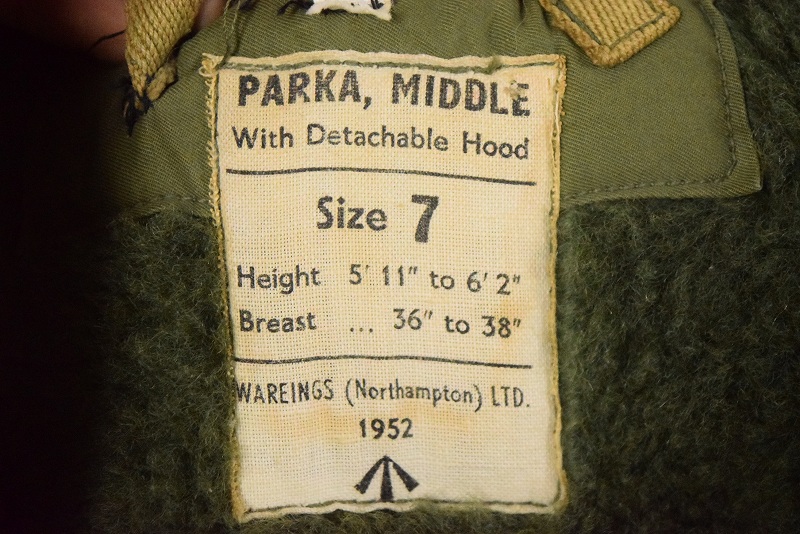 PARKA, MIDDLE
With Detachable Hood
Size 7
Height 5' 11" to 6' 2"
Breast ... 36" to 38"
WAREINGS (Northampton) LTD.
1952